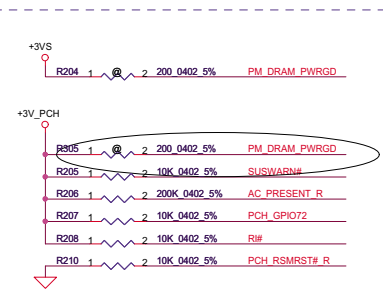 +3VS
R204 1 @ 2 200_0402_5% PM_DRAM_PWRGD
+3V_PCH
R305 1 @ 2 200_0402_5% PM_DRAM_PWRGD
R205 1 2 10K_0402_5% SUSWARN#
R206 1 2 200K_0402_5% AC_PRESENT_R
R207 1 2 10K_0402_5% PCH_GPIO72
R208 1 2 10K_0402_5% RI#
R210 1 2 10K_0402_5% PCH_RSMRST#_R